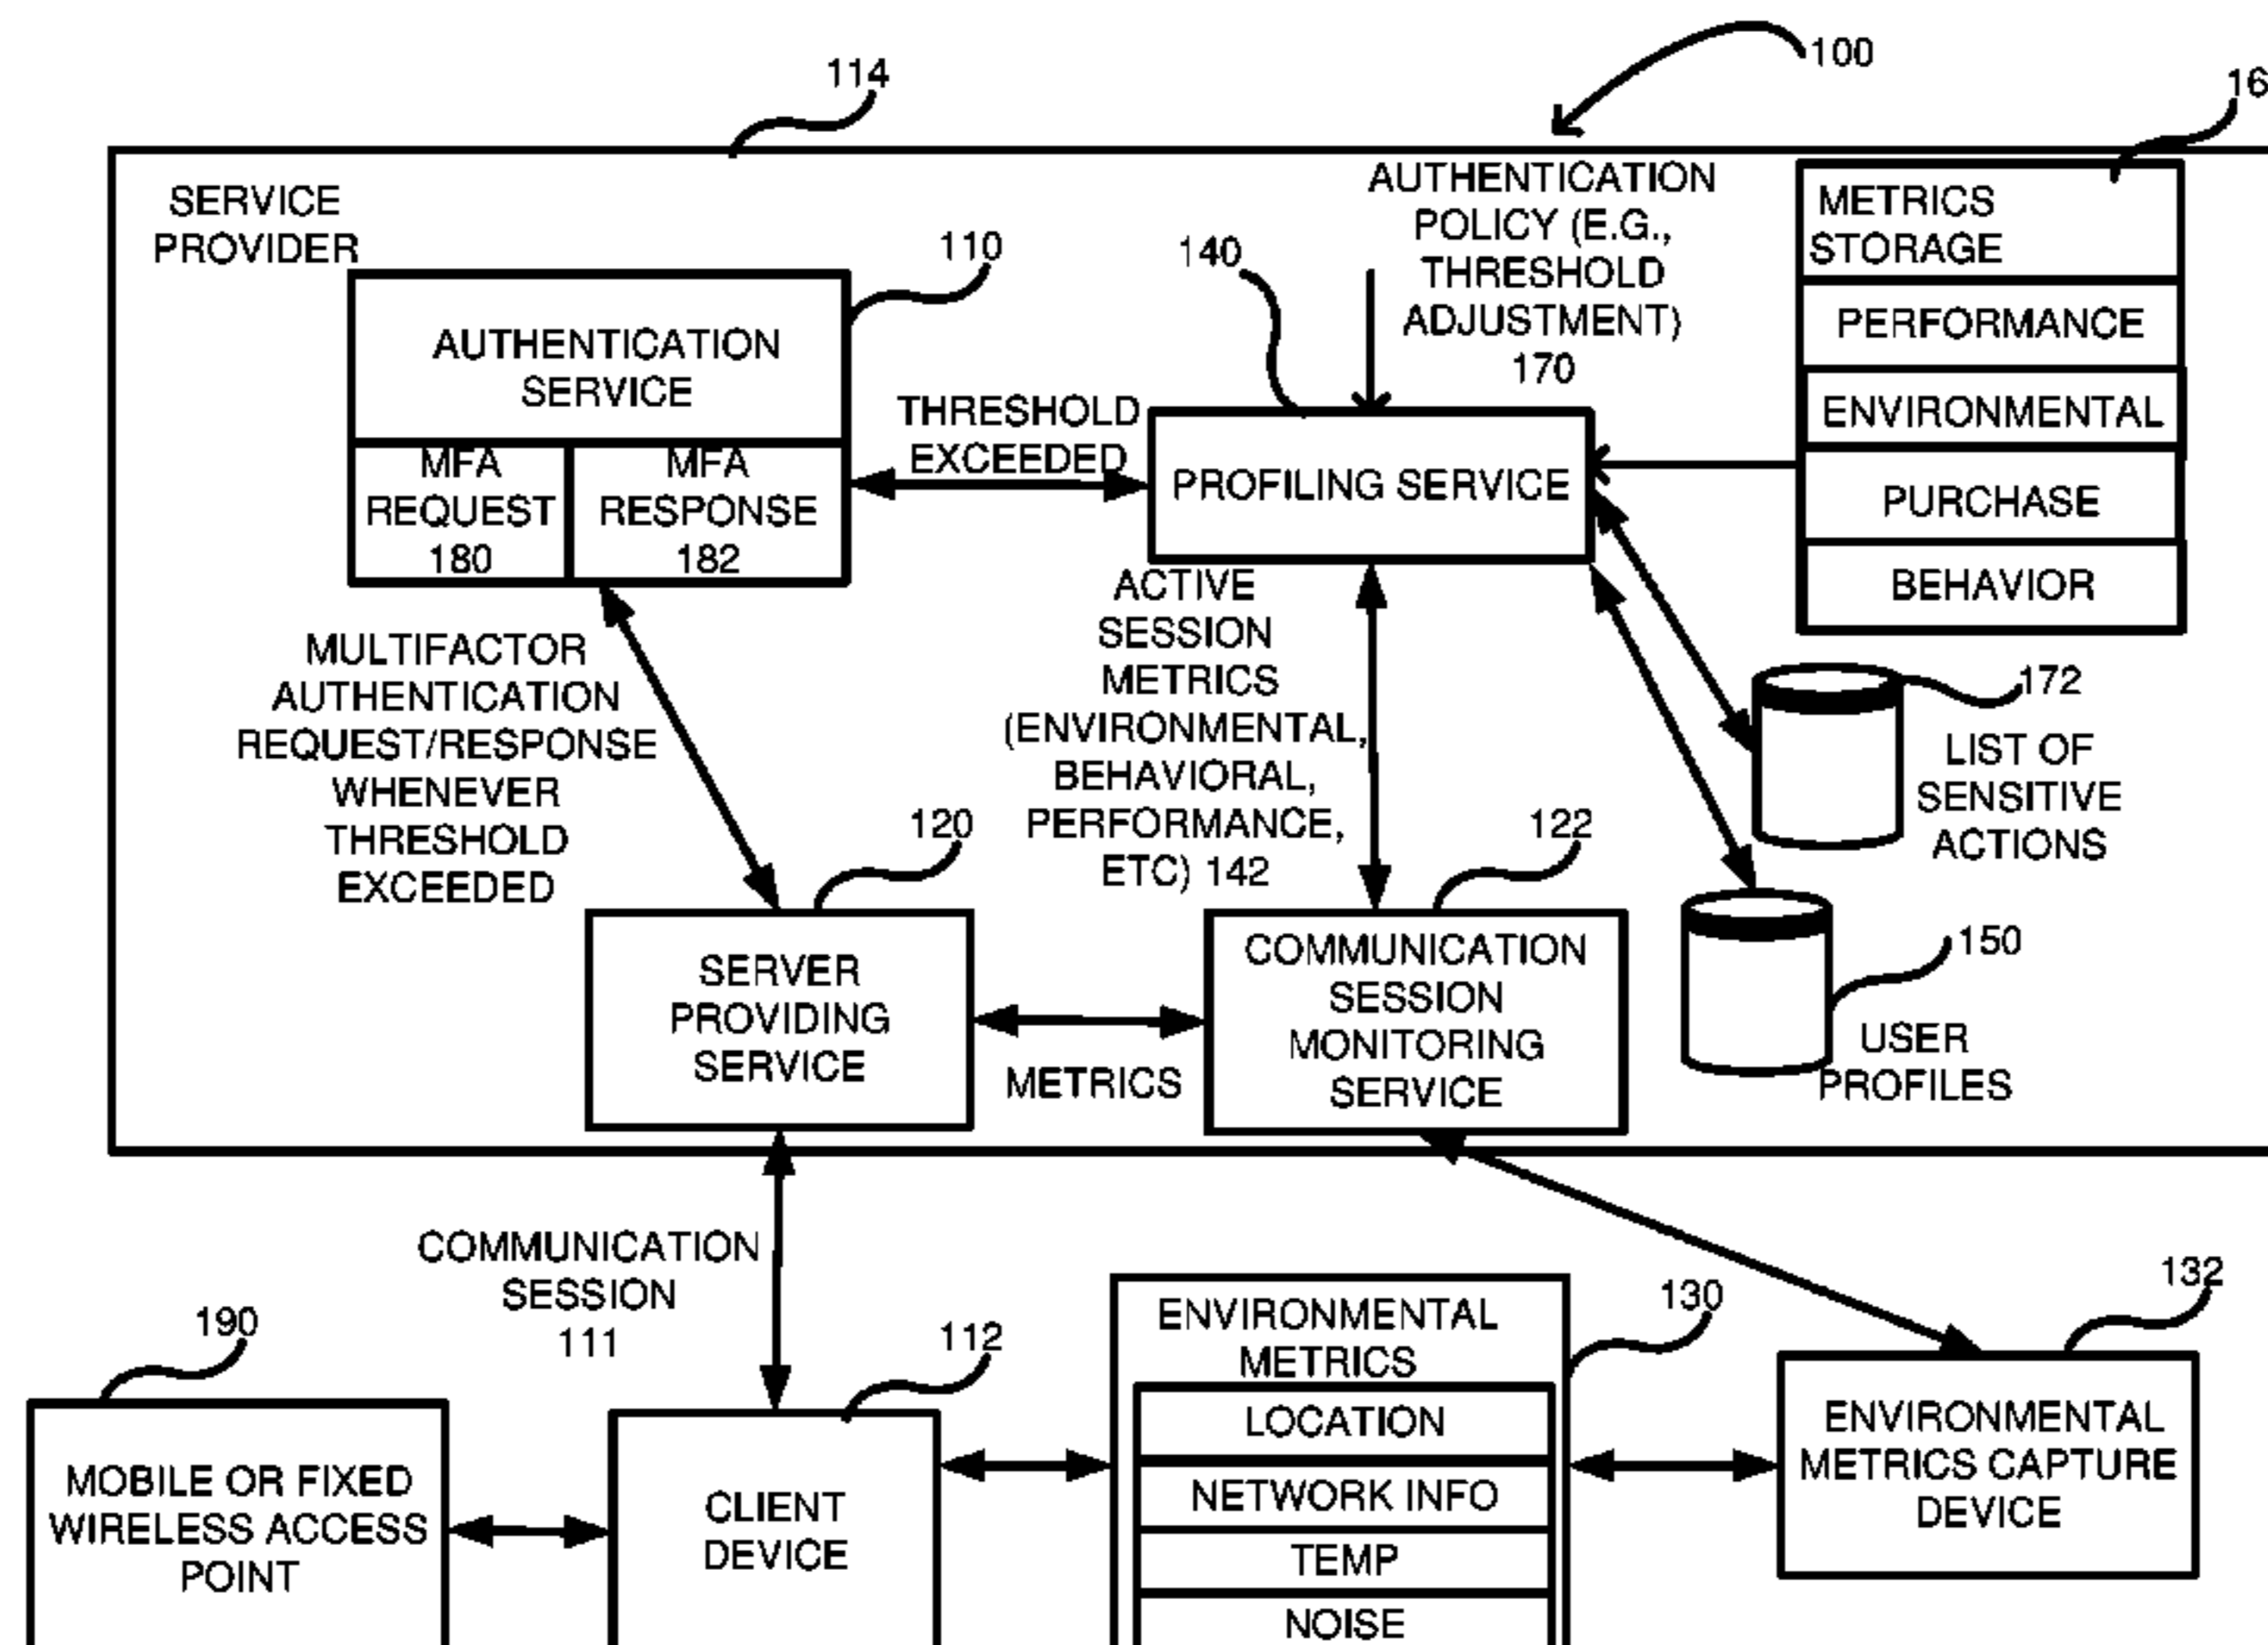 100
114
16
SERVICE
PROVIDER
AUTHENTICATION
POLICY (E.G.,
THRESHOLD
ADJUSTMENT)
170
METRICS
STORAGE
PERFORMANCE
ENVIRONMENTAL
PURCHASE
BEHAVIOR
110
140
AUTHENTICATION
SERVICE
MFA
REQUEST
180
MFA
RESPONSE
182
THRESHOLD
EXCEEDED
PROFILING SERVICE
MULTIFACTOR
AUTHENTICATION
REQUEST/RESPONSE
WHENEVER
THRESHOLD
EXCEEDED
ACTIVE
SESSION
METRICS
(ENVIRONMENTAL,
BEHAVIORAL,
PERFORMANCE,
ETC) 142
172
LIST OF
SENSITIVE
ACTIONS
120
122
150
USER
PROFILES
SERVER
PROVIDING
SERVICE
METRICS
COMMUNICATION
SESSION
MONITORING
SERVICE
COMMUNICATION
SESSION
111
190
112
130
132
MOBILE OR FIXED
WIRELESS ACCESS
POINT
CLIENT
DEVICE
ENVIRONMENTAL
METRICS
LOCATION
NETWORK INFO
TEMP
NOISE
ENVIRONMENTAL
METRICS CAPTURE
DEVICE